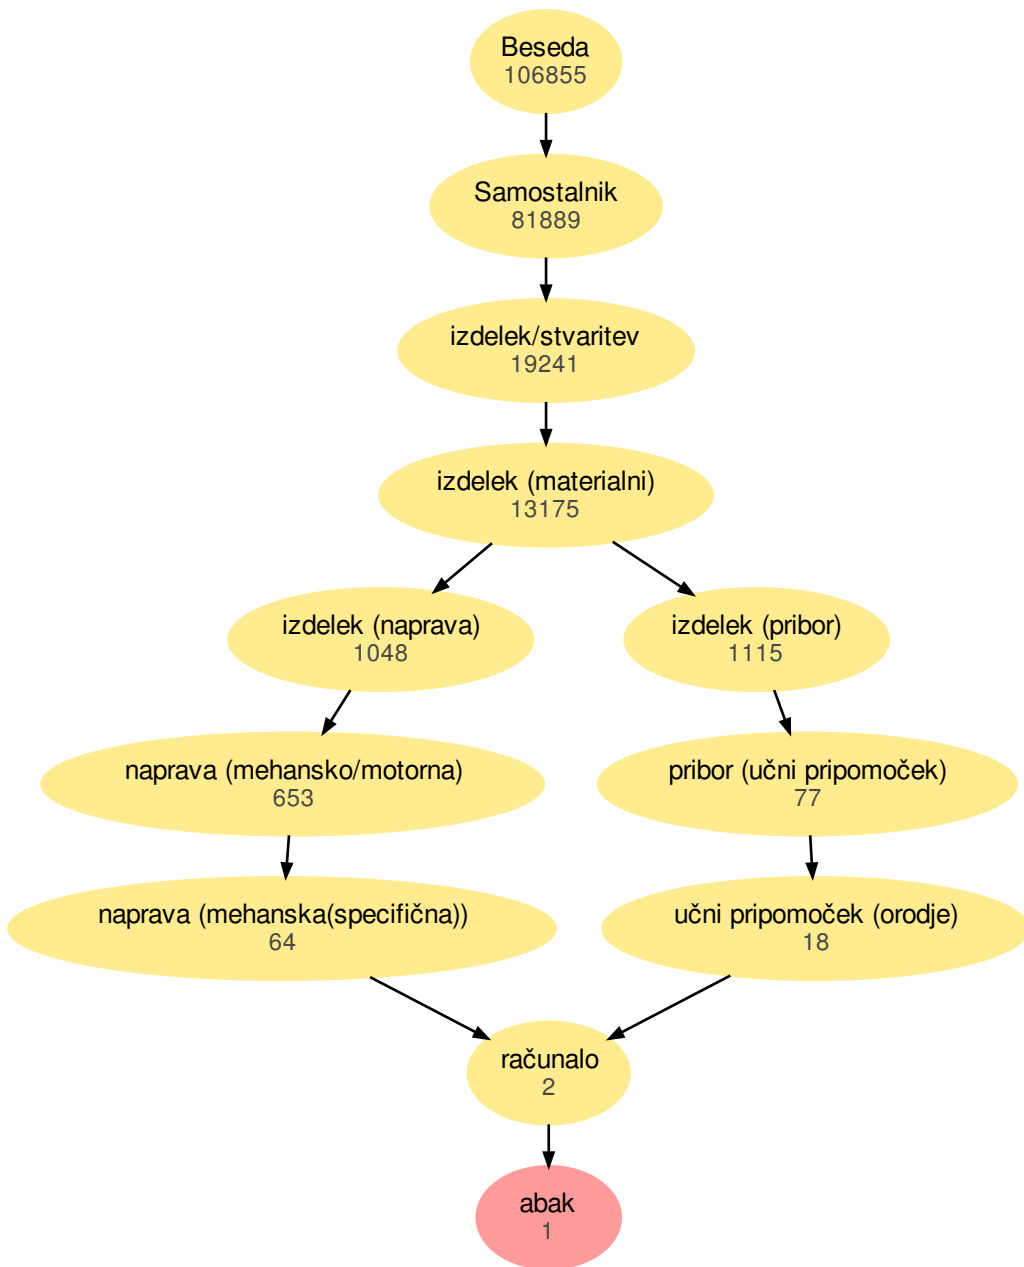 Beseda
106855
Samostalnik
81889
izdelek/stvaritev
19241
izdelek (materialni)
13175
izdelek (naprava)
1048
izdelek (pribor)
1115
naprava (mehansko/motorna)
653
pribor (učni pripomoček)
77
naprava (mehanska(specifična))
64
učni pripomoček (orodje)
18
računalo
2
abak
1